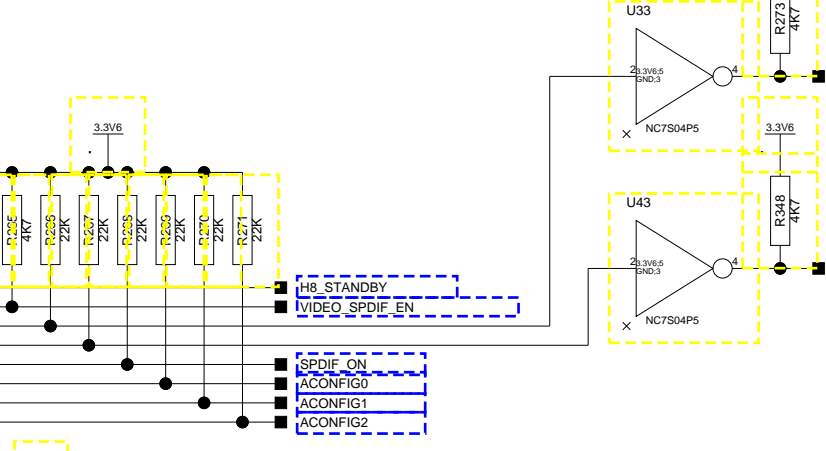 U33
R273
4K7
2
3.3V6;5
GND;3
4
NC7S04P5
3.3V6
3.3V6
R265
4K7
R266
22K
R267
22K
R268
22K
R269
22K
R270
22K
R271
22K
U43
R348
4K7
2
3.3V6;5
GND;3
4
NC7S04P5
H8_STANDBY
VIDEO_SPDIF_EN
SPDIF_ON
ACONFIG0
ACONFIG1
ACONFIG2